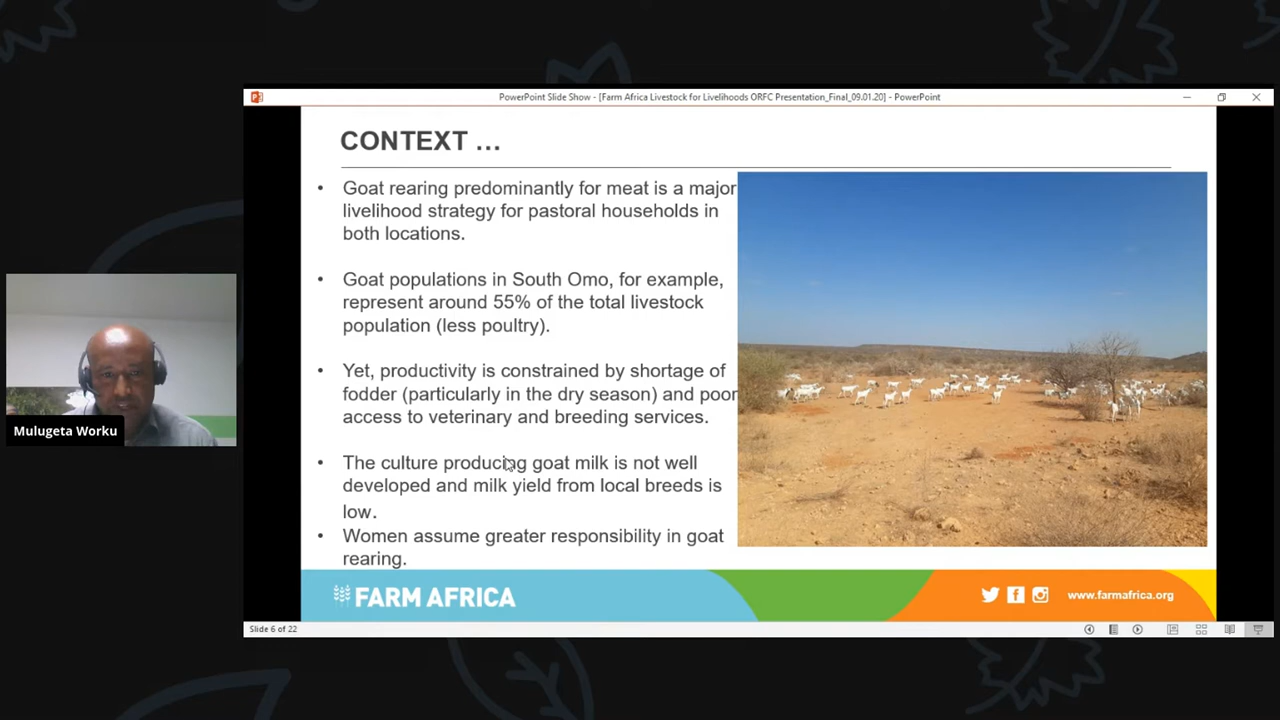 PowerPoint Slide Show - [Farm Africa Livestock for Livelihoods ORFC Presentation_Final_09.01.20] - PowerPoint
CONTEXT …
• Goat rearing predominantly for meat is a major
livelihood strategy for pastoral households in
both locations.
• Goat populations in South Omo, for example,
represent around 55% of the total livestock
population (less poultry).
• Yet, productivity is constrained by shortage of
fodder (particularly in the dry season) and poor
access to veterinary and breeding services.
• The culture producing goat milk is not well
developed and milk yield from local breeds is
low.
• Women assume greater responsibility in goat
rearing.
Mulugeta Worku
FARM AFRICA
www.farmafrica.org
Slide 6 of 22